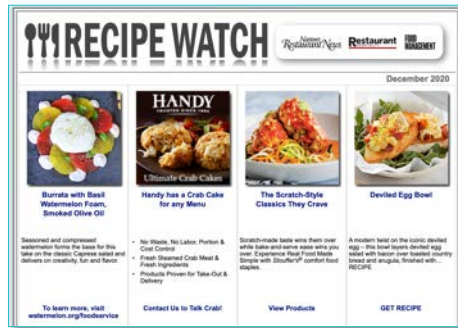 RECIPE WATCH
Nation's
Restaurant News
Restaurant
FOOD
MANAGEMENT
December 2020
HANDY
Ultimate Crab Cakes
Burrata with Basil
Watermelon Foam,
Smoked Olive Oil
Seasoned and compressed
watermelon forms the base for this
take on the classic Caprese salad and
delivers on creativity, fun and flavor.
To learn more, visit
watermelon.org/foodservice
Handy has a Crab Cake
for any Menu
• No Waste, No Labor, Portion &
Cost Control
• Fresh Steamed Crab Meat &
Fresh Ingredients
• Products Proven for Take-Out &
Delivery
Contact Us to Talk Crab!
The Scratch-Style
Classics They Crave
Scratch-made taste wins them over
while bake-and-serve ease wins you
over. Experience Real Food Made
Simple with Stouffer's® comfort food
staples.
View Products
Deviled Egg Bowl
A modern twist on the iconic deviled
egg – this bowl layers deviled egg
salad with bacon over toasted country
bread and arugula, finished with...
RECIPE
GET RECIPE